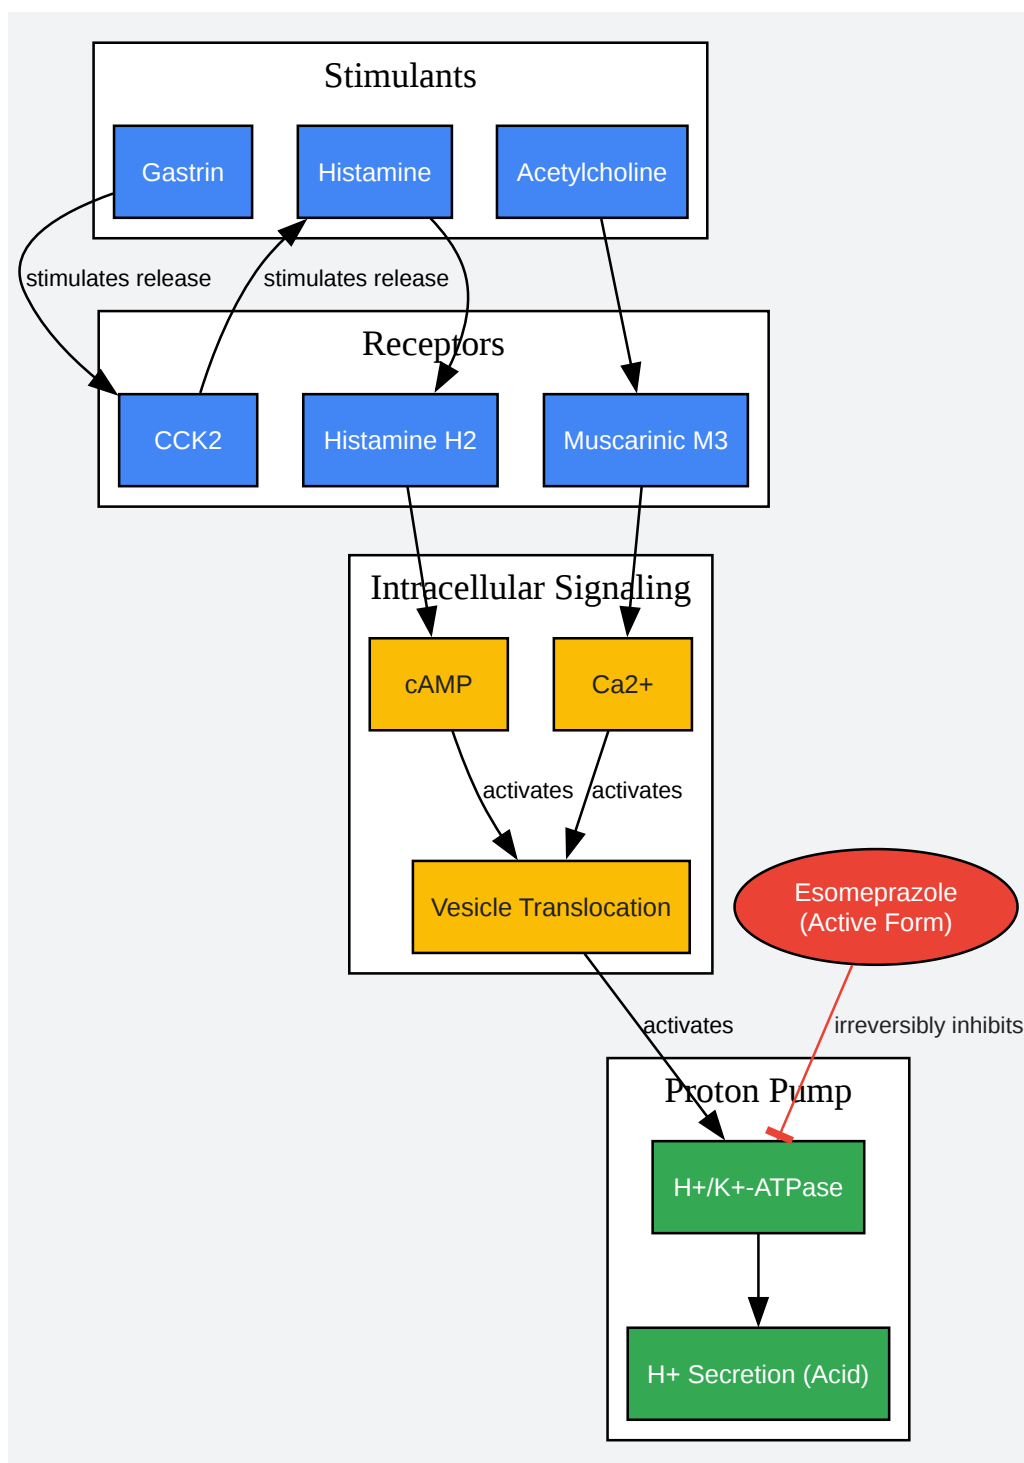 Stimulants
Gastrin
Histamine
Acetylcholine
stimulates release
stimulates release
Receptors
CCK2
Histamine H2
Muscarinic M3
Intracellular Signaling
cAMP
Ca2+
activates
activates
Vesicle Translocation
Esomeprazole
(Active Form)
activates
irreversibly inhibits
Proton Pump
H+/K+-ATPase
H+ Secretion (Acid)